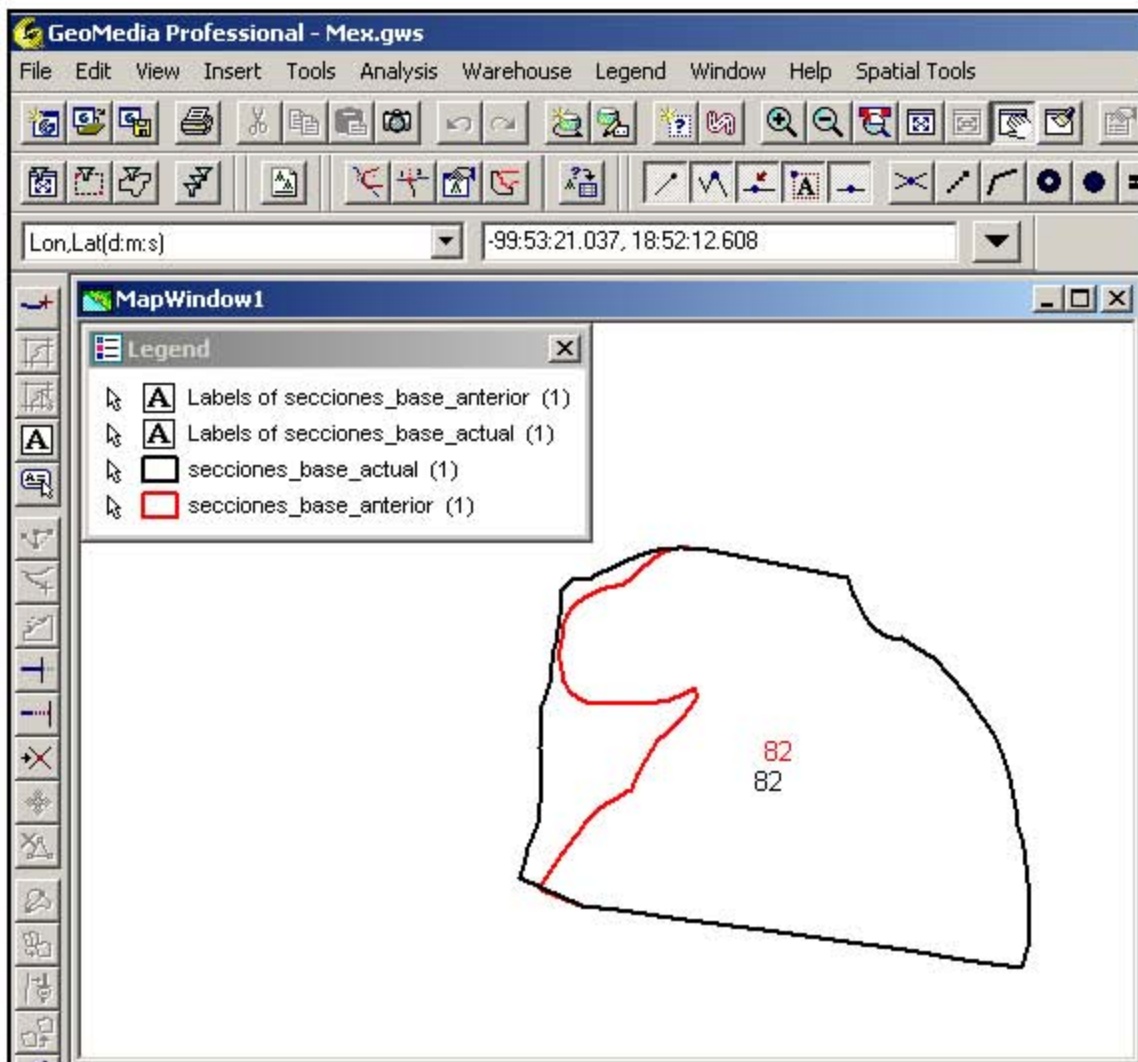 GeoMedia Professional - Mex.gws
File Edit View Insert Tools Analysis Warehouse Legend Window Help Spatial Tools
Lon,Lat(d:m:s) -99:53:21.037, 18:52:12.608
MapWindow1
Legend
A Labels of secciones_base_anterior (1)
A Labels of secciones_base_actual (1)
secciones_base_actual (1)
secciones_base_anterior (1)
82
82